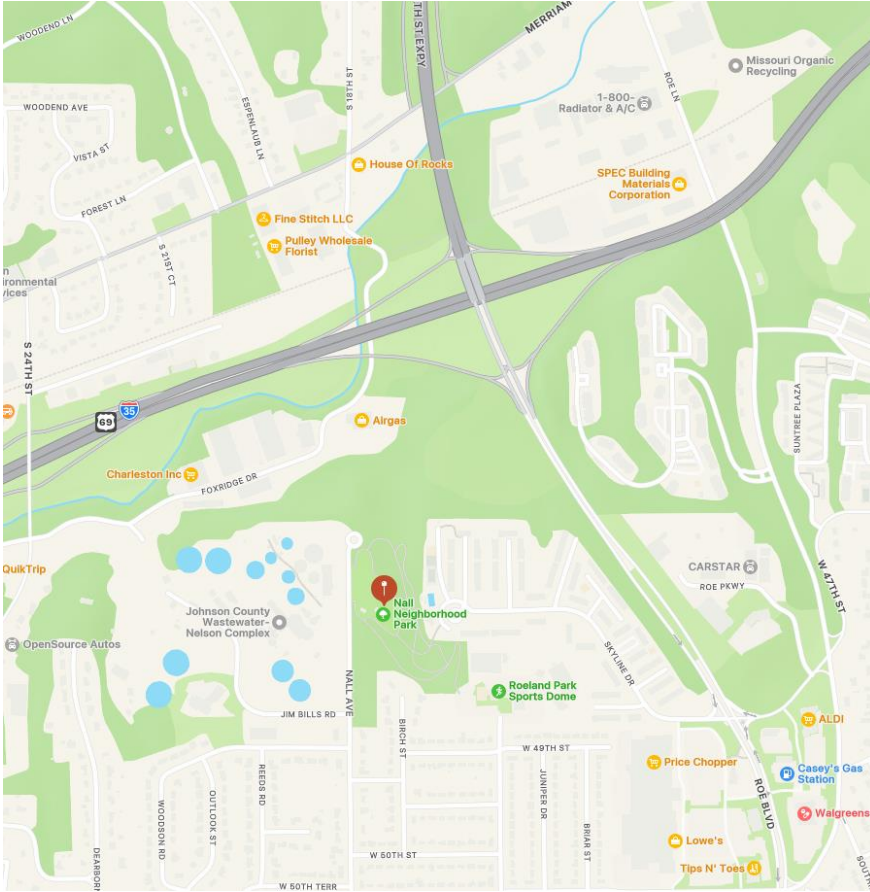 WOODEND LN
TH ST EXPY
MERRIAM
S 18TH ST
Missouri Organic
Recycling
ROE LN
1-800-
Radiator & A/C
WOODEND AVE
ESPENLAUB LN
VISTA ST
House Of Rocks
SPEC Building
Materials
Corporation
FOREST LN
Fine Stitch LLC
Pulley Wholesale
Florist
S 21ST CT
n
ironmental
vices
S 24TH ST
35
69
SUNTREE PLAZA
Airgas
Charleston Inc
FOXRIDGE DR
QuikTrip
CARSTAR
ROE PKWY
W 47TH ST
Nall
Neighborhood
Park
Johnson County
Wastewater-
Nelson Complex
OpenSource Autos
SKYLINE DR
NALL AVE
Roeland Park
Sports Dome
JIM BILLS RD
BIRCH ST
ALDI
W 49TH ST
Price Chopper
Casey's Gas
Station
REEDS RD
JUNIPER DR
ROE BLVD
OUTLOOK ST
WOODSON RD
Walgreens
BRIAR ST
Lowe's
DEARBORN
W 50TH ST
Tips N' Toes
SOUTH
W 50TH TERR